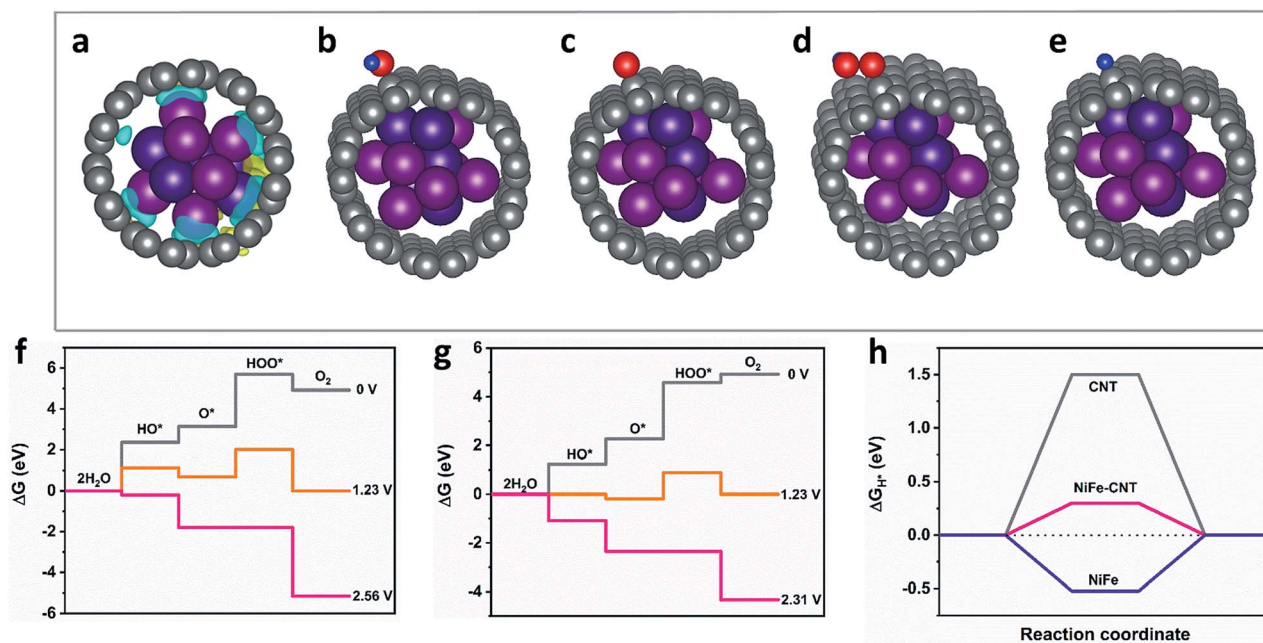 a
b
c
d
e
f
6
4
2
0
-2
-4
-6
ΔG (eV)
2H₂O
HO*
O*
HOO*
O₂
0 V
1.23 V
2.56 V
g
6
4
2
0
-2
-4
ΔG (eV)
2H₂O
HO*
O*
HOO*
O₂
0 V
1.23 V
2.31 V
h
1.5
1.0
0.5
0.0
-0.5
ΔG_H* (eV)
CNT
NiFe-CNT
NiFe
Reaction coordinate